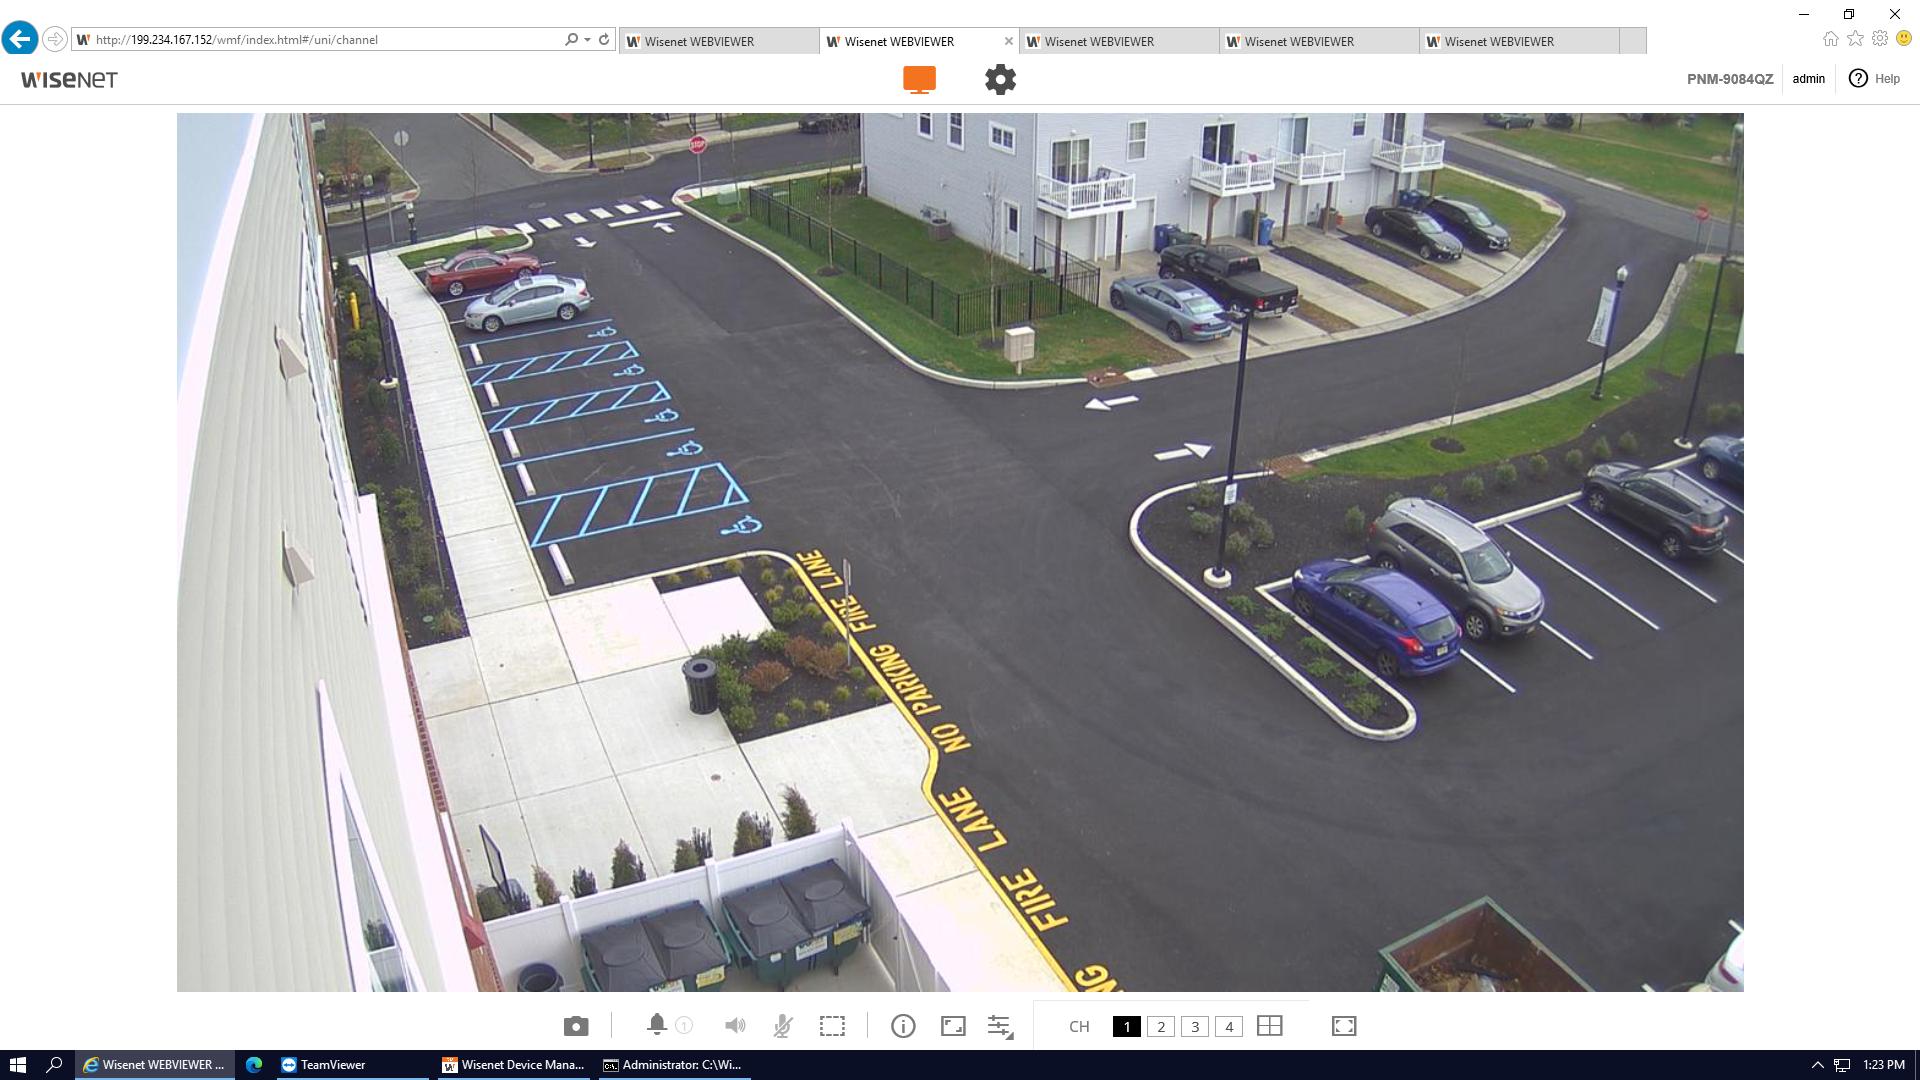 http://199.234.167.152/wmf/index.html#/uni/channel
Wisenet WEBVIEWER
Wisenet WEBVIEWER
Wisenet WEBVIEWER
Wisenet WEBVIEWER
Wisenet WEBVIEWER
WISENET
PNM-9084QZ
admin
? Help
STOP
FIRE LANE
NO PARKING
FIRE LANE
NG
1
CH
1
2
3
4
Wisenet WEBVIEWER ...
TeamViewer
Wisenet Device Mana...
Administrator: C:\Wi...
1:23 PM